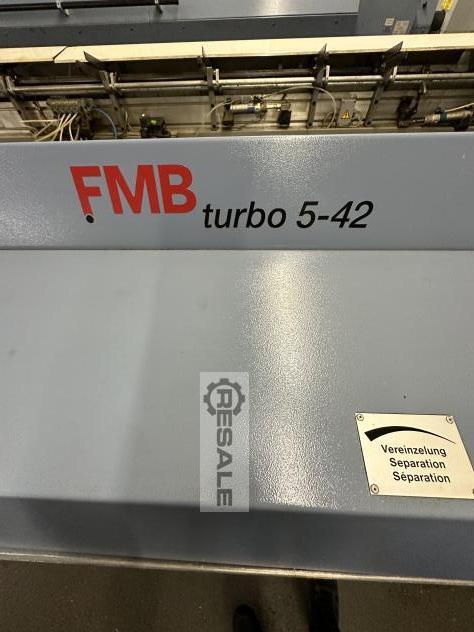 FMB turbo 5-42
RESALE
Vereinzelung
Separation
Séparation